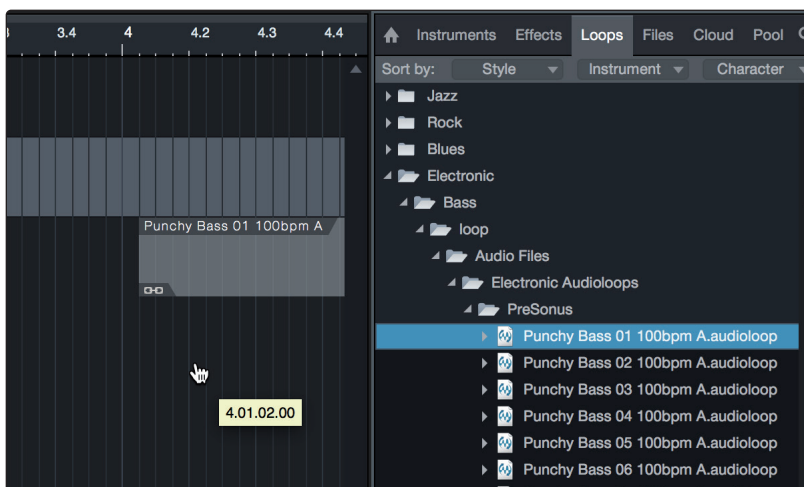 3.4 4 4.2 4.3 4.4
Instruments Effects Loops Files Cloud Pool
Sort by: Style Instrument Character
Jazz
Rock
Blues
Electronic
Bass
Punchy Bass 01 100bpm A
loop
Audio Files
Electronic Audioloops
PreSonus
Punchy Bass 01 100bpm A.audioloop
Punchy Bass 02 100bpm A.audioloop
Punchy Bass 03 100bpm A.audioloop
4.01.02.00
Punchy Bass 04 100bpm A.audioloop
Punchy Bass 05 100bpm A.audioloop
Punchy Bass 06 100bpm A.audioloop